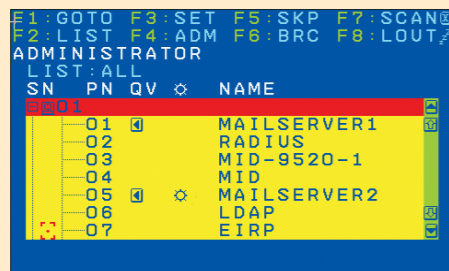 F1:GOTO F3:SET F5:SKP F7:SCAN
F2:LIST F4:ADM F6:BRC F8:LOUT
ADMINISTRATOR
LIST:ALL
SN PN QV NAME
01
01 MAILSERVER1
02 RADIUS
03 MID-9520-1
04 MID
05 MAILSERVER2
06 LDAP
07 EIRP